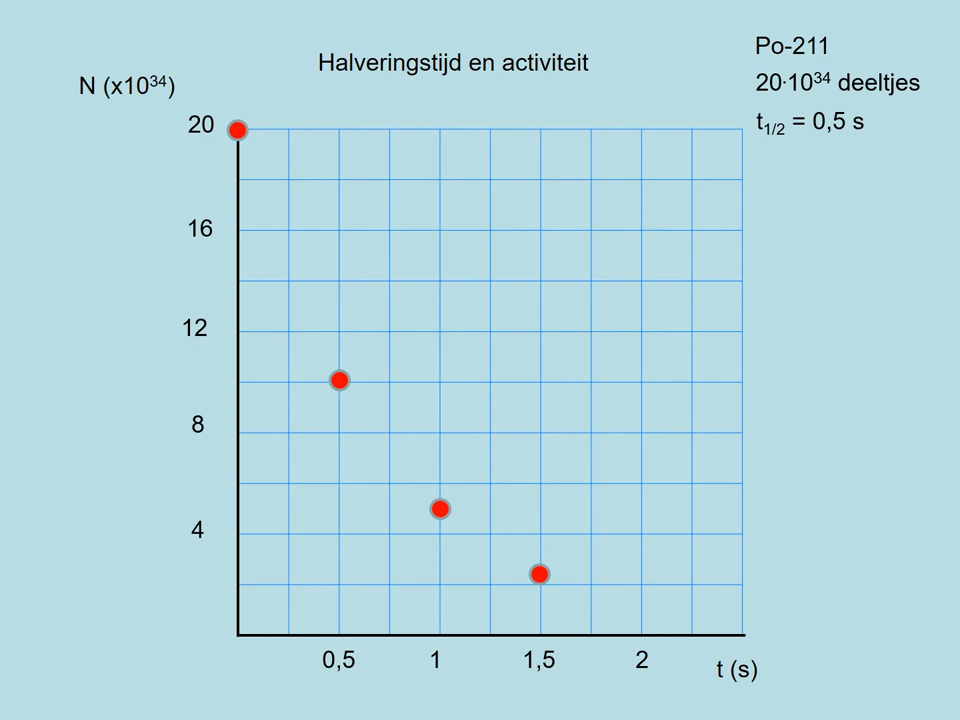 Halveringstijd en activiteit
Po-211
20·10³⁴ deeltjes
t₁/₂ = 0,5 s
N (x10³⁴)
20
16
12
8
4
0,5 1 1,5 2
t (s)